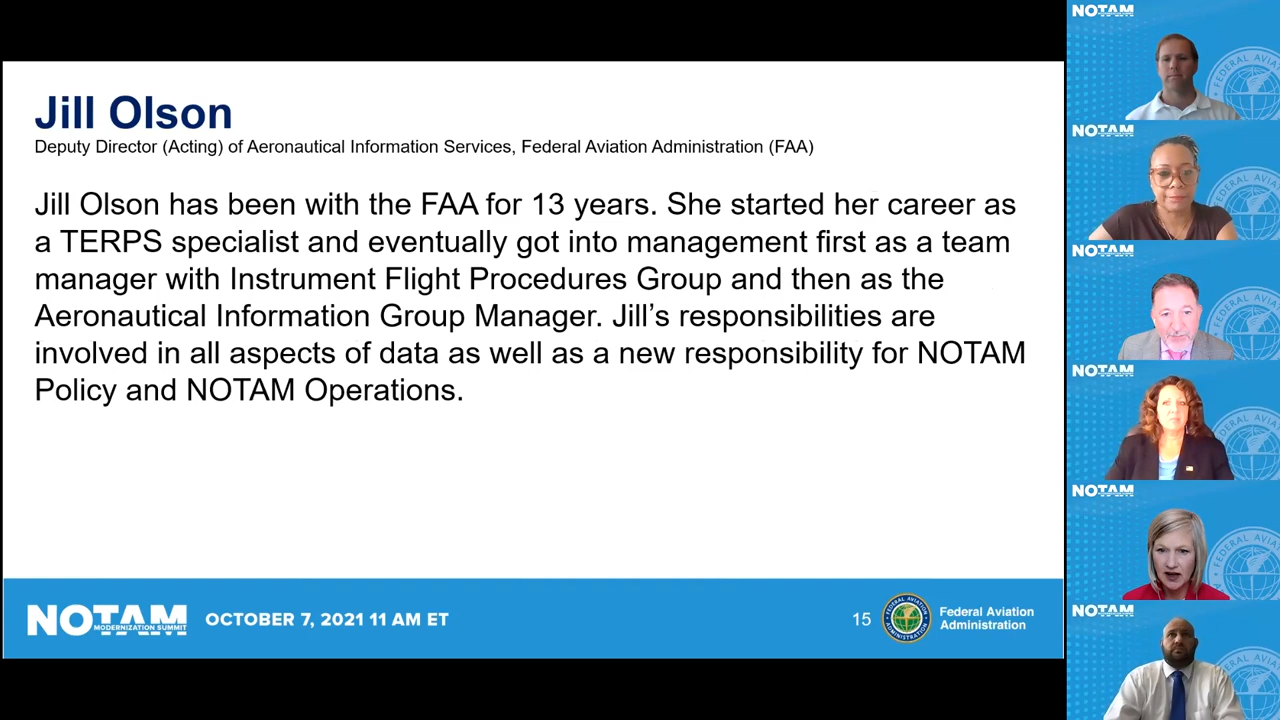 Jill Olson
Deputy Director (Acting) of Aeronautical Information Services, Federal Aviation Administration (FAA)
Jill Olson has been with the FAA for 13 years. She started her career as
a TERPS specialist and eventually got into management first as a team
manager with Instrument Flight Procedures Group and then as the
Aeronautical Information Group Manager. Jill’s responsibilities are
involved in all aspects of data as well as a new responsibility for NOTAM
Policy and NOTAM Operations.
NOTAM
MODERNIZATION SUMMIT
OCTOBER 7, 2021 11 AM ET
15
Federal Aviation
Administration
NOTAM
FEDERAL AVIA
NOTAM
NOTAM
NOTAM
NOTAM
NOTAM